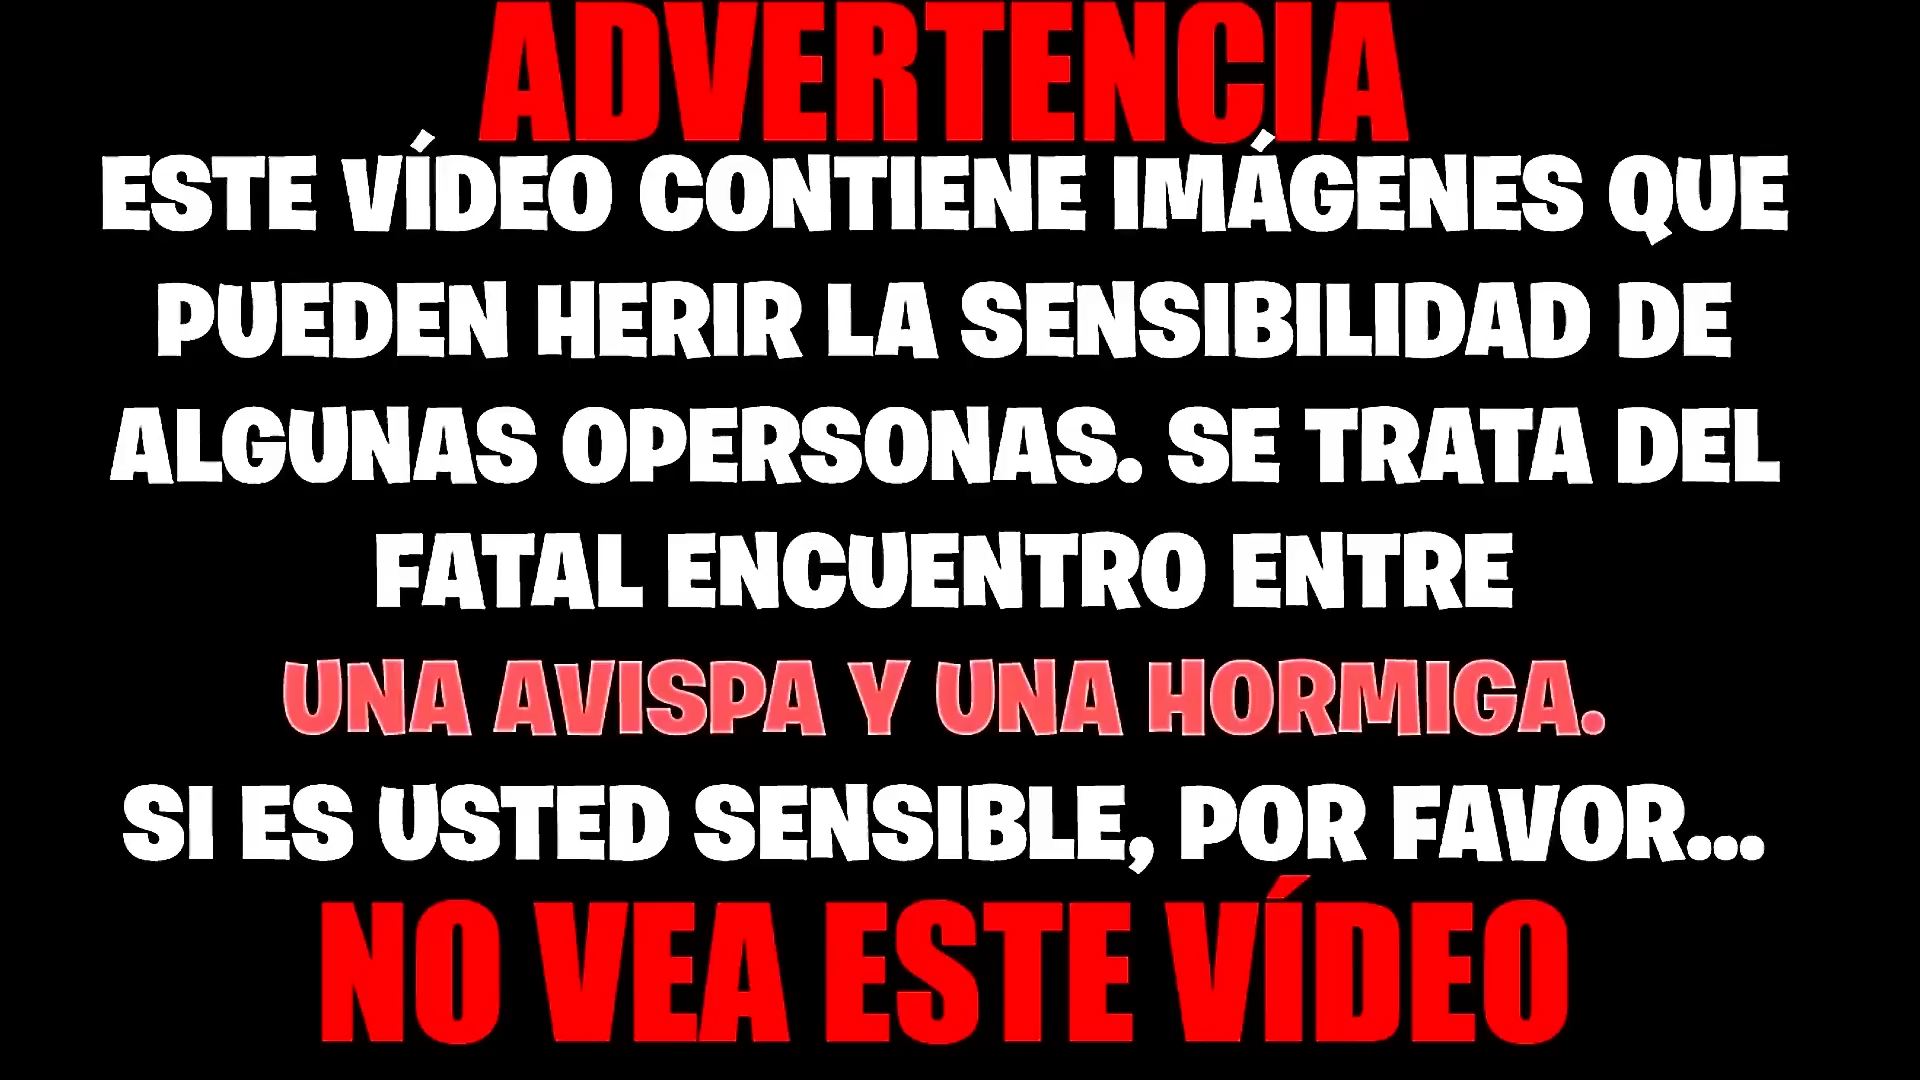 ADVERTENCIA
ESTE VÍDEO CONTIENE IMÁGENES QUE
PUEDEN HERIR LA SENSIBILIDAD DE
ALGUNAS OPERSONAS. SE TRATA DEL
FATAL ENCUENTRO ENTRE
UNA AVISPA Y UNA HORMIGA.
SI ES USTED SENSIBLE, POR FAVOR...
NO VEA ESTE VÍDEO